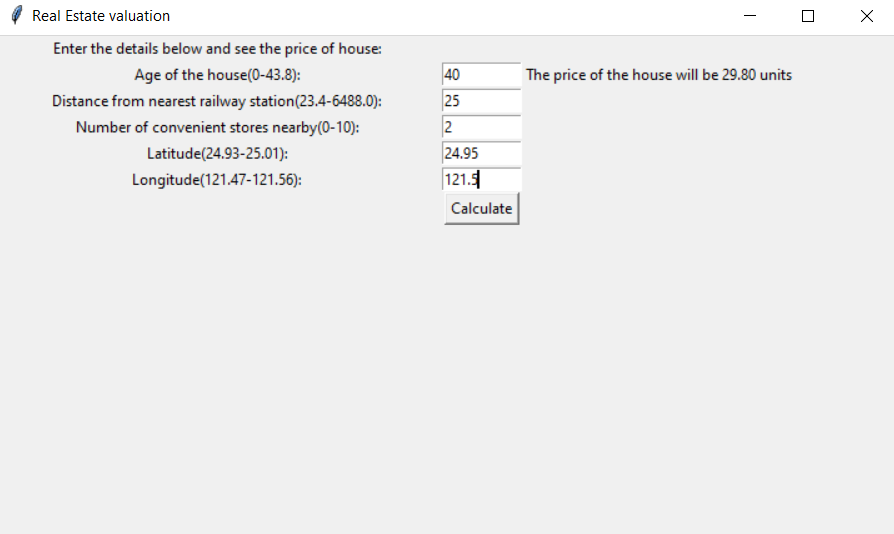 Real Estate valuation
Enter the details below and see the price of house:
Age of the house(0-43.8): 40 The price of the house will be 29.80 units
Distance from nearest railway station(23.4-6488.0): 25
Number of convenient stores nearby(0-10): 2
Latitude(24.93-25.01): 24.95
Longitude(121.47-121.56): 121.5
Calculate